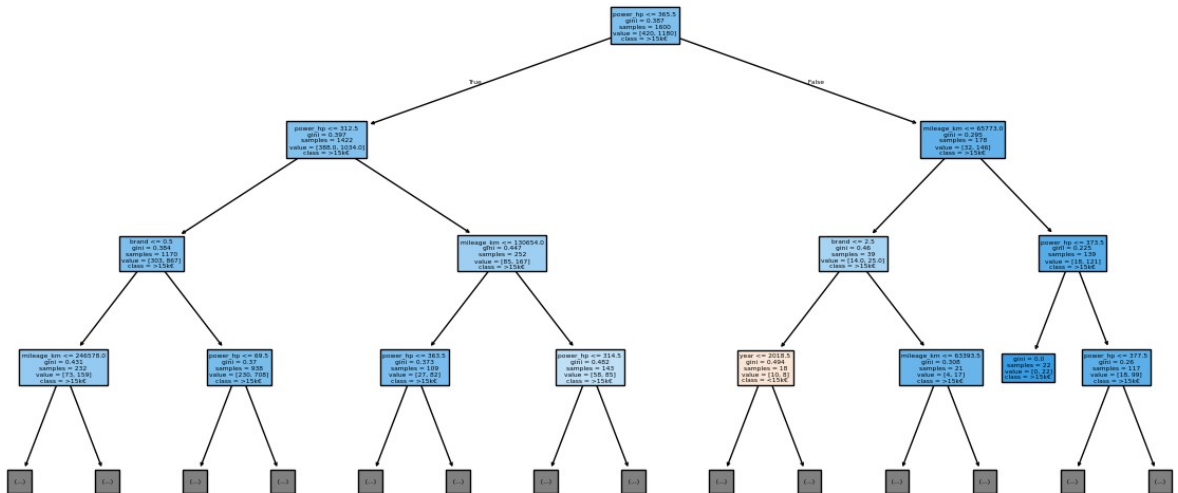 power_hp <= 365.5
gini = 0.387
samples = 1600
value = [420, 1180]
class = >15k€
True
False
power_hp <= 312.5
gini = 0.397
samples = 1422
value = [388.0, 1034.0]
class = >15k€
mileage_km <= 65773.0
gini = 0.295
samples = 178
value = [32, 146]
class = >15k€
brand <= 0.5
gini = 0.384
samples = 1170
value = [303, 867]
class = >15k€
mileage_km <= 130654.0
gini = 0.447
samples = 252
value = [85, 167]
class = >15k€
brand <= 2.5
gini = 0.46
samples = 39
value = [14.0, 25.0]
class = >15k€
power_hp <= 373.5
gini = 0.225
samples = 139
value = [18, 121]
class = >15k€
mileage_km <= 246578.0
gini = 0.431
samples = 232
value = [73, 159]
class = >15k€
power_hp <= 69.5
gini = 0.37
samples = 938
value = [230, 708]
class = >15k€
power_hp <= 363.5
gini = 0.373
samples = 109
value = [27, 82]
class = >15k€
power_hp <= 314.5
gini = 0.482
samples = 143
value = [58, 85]
class = >15k€
year <= 2018.5
gini = 0.494
samples = 18
value = [10, 8]
class = <15k€
mileage_km <= 63393.5
gini = 0.308
samples = 21
value = [4, 17]
class = >15k€
gini = 0.0
samples = 22
value = [0, 22]
class = >15k€
power_hp <= 377.5
gini = 0.26
samples = 117
value = [18, 99]
class = >15k€
(...)
(...)
(...)
(...)
(...)
(...)
(...)
(...)
(...)
(...)
(...)
(...)
(...)
(...)